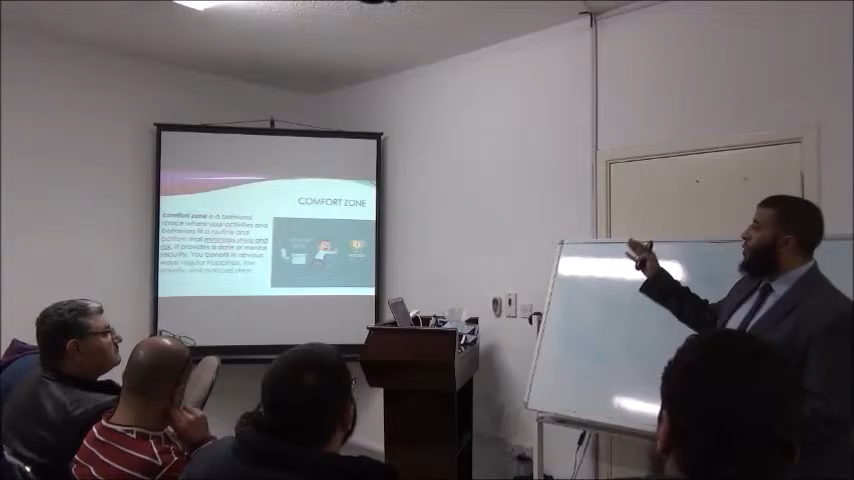 COMFORT ZONE
comfort zone is a behavioral
space where your activities and
behaviors fit a routine and
pattern that minimizes stress and
risk. It provides a state of mental
security. You benefit in obvious
ways: regular happiness, low
anxiety, and reduced stress.